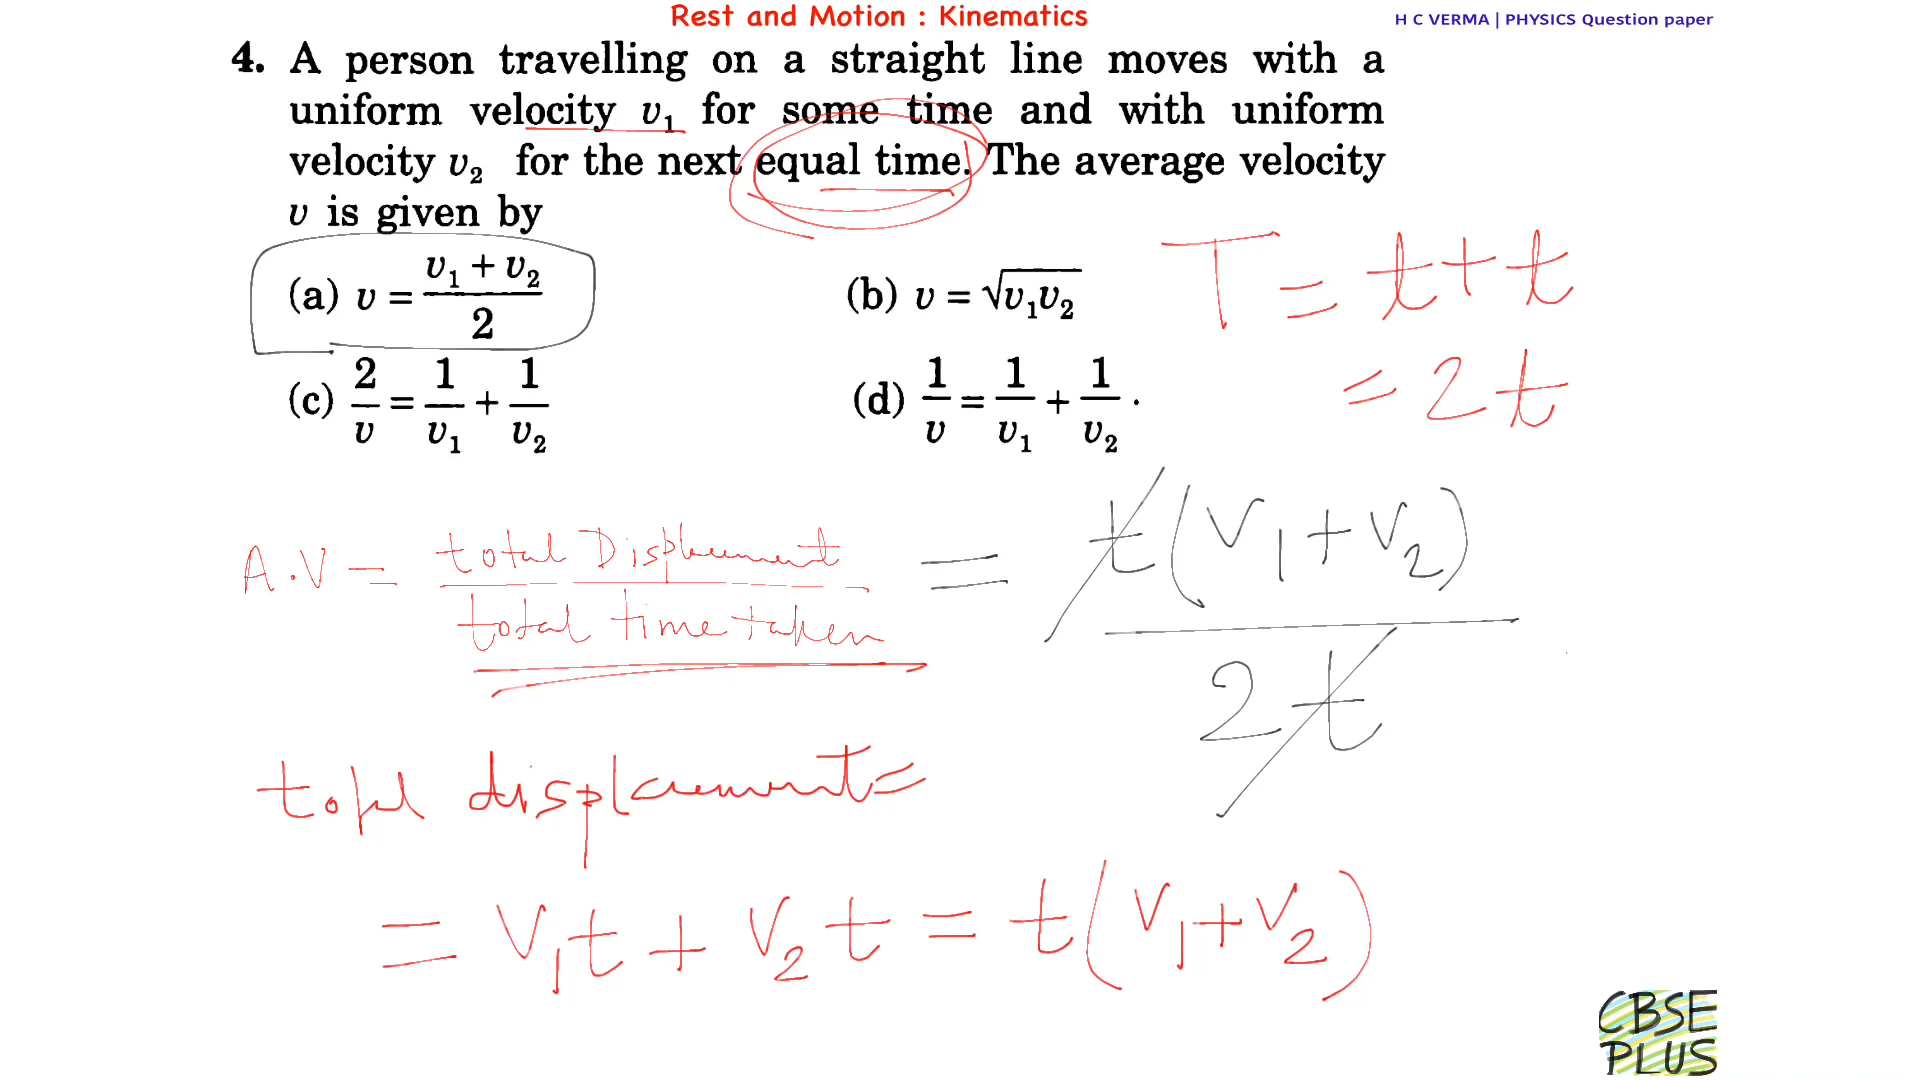 Rest and Motion : Kinematics
H C VERMA | PHYSICS Question paper
4. A person travelling on a straight line moves with a
uniform velocity v₁ for some time and with uniform
velocity v₂ for the next equal time. The average velocity
v is given by
(a) v = (v₁ + v₂)/2
(b) v = √v₁v₂
(c) 2/v = 1/v₁ + 1/v₂
(d) 1/v = 1/v₁ + 1/v₂ .
T = t + t
= 2t
A.V = total Displacement / total time taken = t(V₁+V₂) / 2t
total displacement =
= V₁t + V₂t = t(V₁+V₂)
CBSE
PLUS